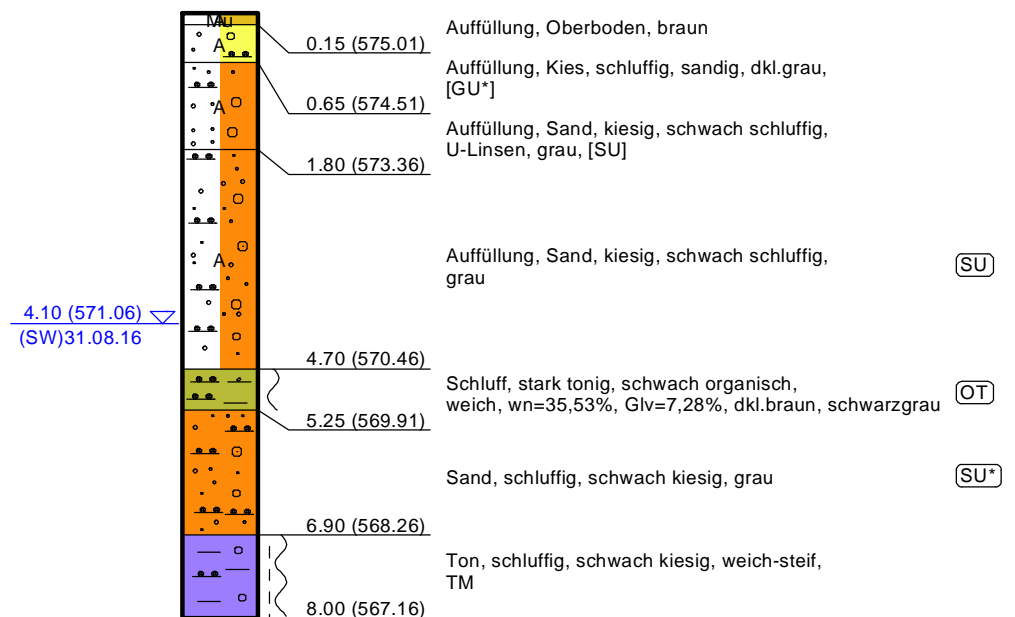 Mu
Auffüllung, Oberboden, braun
A
0.15 (575.01)
Auffüllung, Kies, schluffig, sandig, dkl.grau,
[GU*]
A
0.65 (574.51)
Auffüllung, Sand, kiesig, schwach schluffig,
U-Linsen, grau, [SU]
1.80 (573.36)
Auffüllung, Sand, kiesig, schwach schluffig,
grau
SU
A
4.10 (571.06)
(SW)31.08.16
4.70 (570.46)
Schluff, stark tonig, schwach organisch,
weich, wn=35,53%, Glv=7,28%, dkl.braun, schwarzgrau
OT
5.25 (569.91)
Sand, schluffig, schwach kiesig, grau
SU*
6.90 (568.26)
Ton, schluffig, schwach kiesig, weich-steif,
TM
8.00 (567.16)